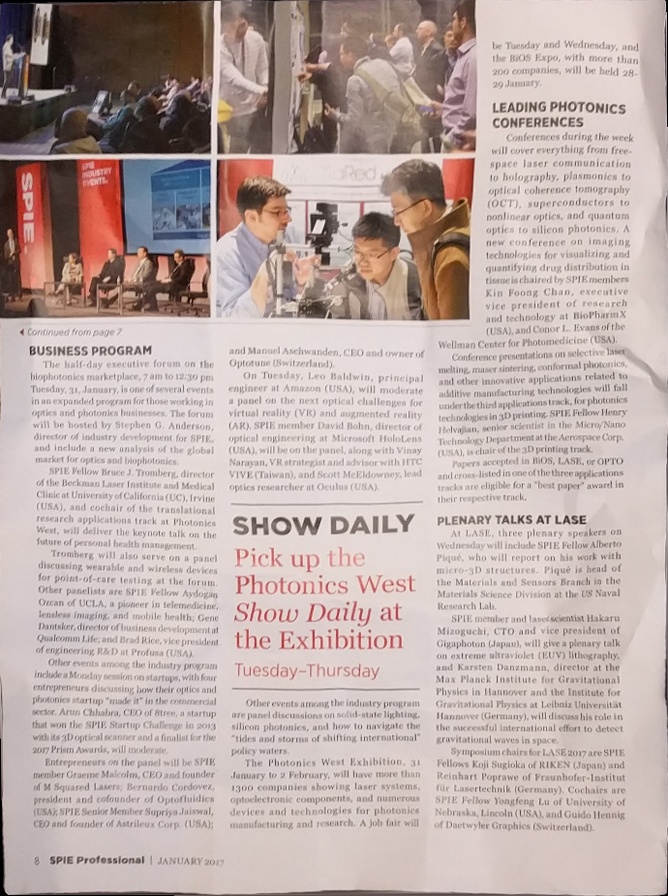 SPIE.
SPIE
INDUSTRY
EVENTS.
Continued from page 7
BUSINESS PROGRAM
The half-day executive forum on the
biophotonics marketplace, 7 am to 12:30 pm
Tuesday, 31, January, is one of several events
in an expanded program for those working in
optics and photonics businesses. The forum
will be hosted by Stephen G. Anderson,
director of industry development for SPIE,
and include a new analysis of the global
market for optics and biophotonics.
SPIE Fellow Bruce J. Tromberg, director
of the Beckman Laser Institute and Medical
Clinic at University of California (UC), Irvine
(USA), and cochair of the translational
research applications track at Photonics
West, will deliver the keynote talk on the
future of personal health management.
Tromberg will also serve on a panel
discussing wearable and wireless devices
for point-of-care testing at the forum.
Other panelists are SPIE Fellow Aydogan
Ozcan of UCLA, a pioneer in telemedicine,
lensless imaging, and mobile health; Gene
Dantsker, director of business development at
Qualcomm Life; and Brad Rice, vice president
of engineering R&D at Profusa (USA).
Other events among the industry program
include a Monday session on startups, with four
entrepreneurs discussing how their optics and
photonics startup "made it" in the commercial
sector. Arun Chhabra, CEO of 8tree, a startup
that won the SPIE Startup Challenge in 2013
with its 3D optical scanner and a finalist for the
2017 Prism Awards, will moderate.
Entrepreneurs on the panel will be SPIE
member Graeme Malcolm, CEO and founder
of M Squared Lasers; Bernardo Cordovez,
president and cofounder of Optofluidics
(USA); SPIE Senior Member Supriya Jaiswal,
CEO and founder of Astrileux Corp. (USA);
and Manuel Aschwanden, CEO and owner of
Optotune (Switzerland).
On Tuesday, Leo Baldwin, principal
engineer at Amazon (USA), will moderate
a panel on the next optical challenges for
virtual reality (VR) and augmented reality
(AR). SPIE member David Bohn, director of
optical engineering at Microsoft HoloLens
(USA), will be on the panel, along with Vinay
Narayan, VR strategist and advisor with HTC
VIVE (Taiwan), and Scott McEldowney, lead
optics researcher at Oculus (USA).
SHOW DAILY
Pick up the
Photonics West
Show Daily at
the Exhibition
Tuesday–Thursday
Other events among the industry program
are panel discussions on solid-state lighting,
silicon photonics, and how to navigate the
"tides and storms of shifting international"
policy waters.
The Photonics West Exhibition, 31
January to 2 February, will have more than
1300 companies showing laser systems,
optoelectronic components, and numerous
devices and technologies for photonics
manufacturing and research. A job fair will
be Tuesday and Wednesday, and
the BiOS Expo, with more than
200 companies, will be held 28-
29 January.
LEADING PHOTONICS
CONFERENCES
Conferences during the week
will cover everything from free-
space laser communication
to holography, plasmonics to
optical coherence tomography
(OCT), superconductors to
nonlinear optics, and quantum
optics to silicon photonics. A
new conference on imaging
technologies for visualizing and
quantifying drug distribution in
tissue is chaired by SPIE members
Kin Foong Chan, executive
vice president of research
and technology at BioPharmX
(USA), and Conor L. Evans of the
Wellman Center for Photomedicine (USA).
Conference presentations on selective laser
melting, maser sintering, conformal photonics,
and other innovative applications related to
additive manufacturing technologies will fall
under the third applications track, for photonics
technologies in 3D printing. SPIE Fellow Henry
Helvajian, senior scientist in the Micro/Nano
Technology Department at the Aerospace Corp.
(USA), is chair of the 3D printing track.
Papers accepted in BiOS, LASE, or OPTO
and cross-listed in one of the three applications
tracks are eligible for a "best paper" award in
their respective track.
PLENARY TALKS AT LASE
At LASE, three plenary speakers on
Wednesday will include SPIE Fellow Alberto
Piqué, who will report on his work with
micro-3D structures. Piqué is head of
the Materials and Sensors Branch in the
Materials Science Division at the US Naval
Research Lab.
SPIE member and laser scientist Hakaru
Mizoguchi, CTO and vice president of
Gigaphoton (Japan), will give a plenary talk
on extreme ultraviolet (EUV) lithography,
and Karsten Danzmann, director at the
Max Planck Institute for Gravitational
Physics in Hannover and the Institute for
Gravitational Physics at Leibniz Universität
Hannover (Germany), will discuss his role in
the successful international effort to detect
gravitational waves in space.
Symposium chairs for LASE 2017 are SPIE
Fellows Koji Sugioka of RIKEN (Japan) and
Reinhart Poprawe of Fraunhofer-Institut
für Lasertechnik (Germany). Cochairs are
SPIE Fellow Yongfeng Lu of University of
Nebraska, Lincoln (USA), and Guido Hennig
of Daetwyler Graphics (Switzerland).
8 SPIE Professional | JANUARY 2017